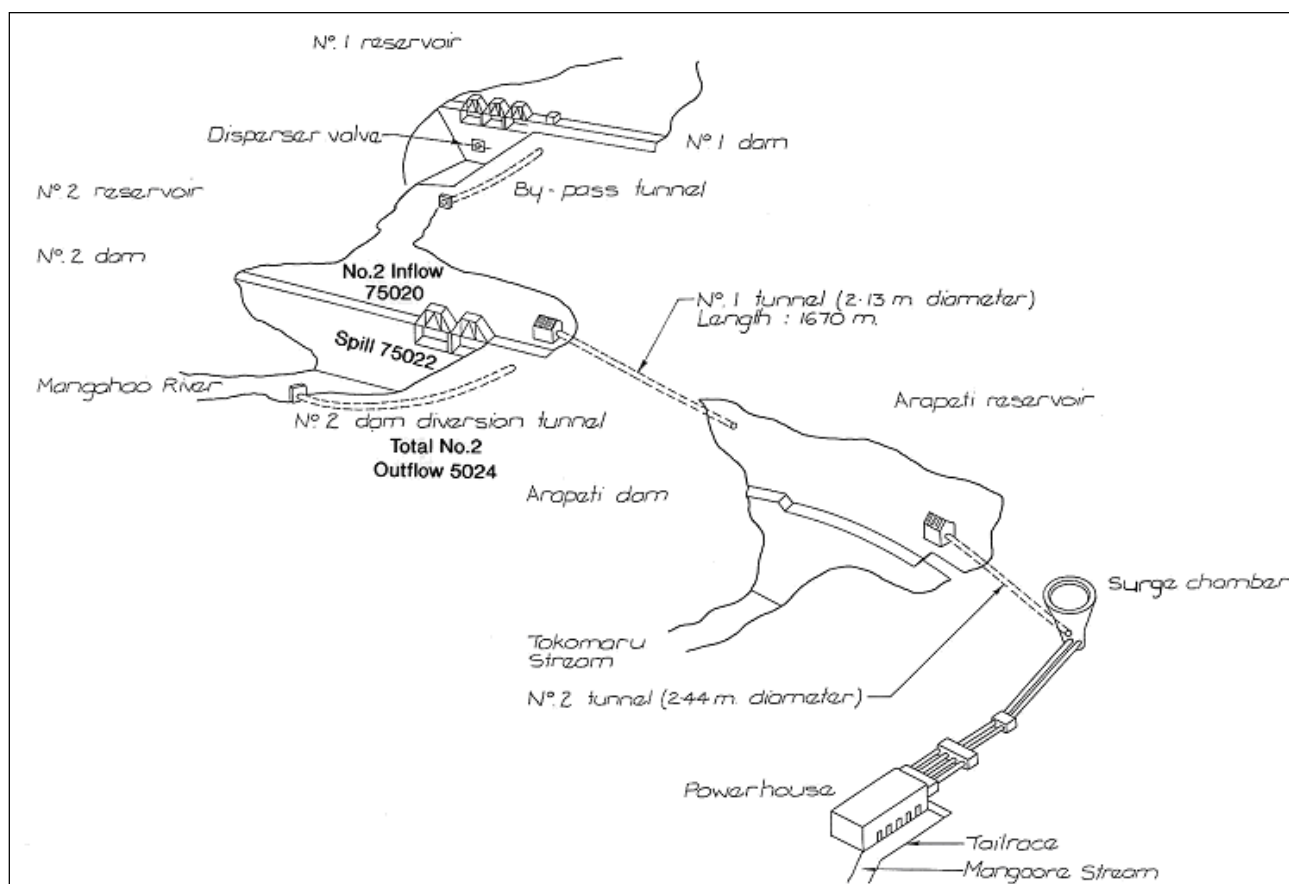 Nº. 1 reservoir
Disperser valve
Nº. 1 dam
Nº. 2 reservoir
By-pass tunnel
Nº. 2 dam
No.2 Inflow
75020
Nº. 1 tunnel (2·13 m. diameter)
Length : 1670 m.
Spill 75022
Mangahao River
Arapeti reservoir
Nº. 2 dam diversion tunnel
Total No.2
Outflow 5024
Arapeti dam
Surge chamber
Tokomaru
Stream
Nº. 2 tunnel (2·44 m. diameter)
Powerhouse
Tailrace
Mangaore Stream